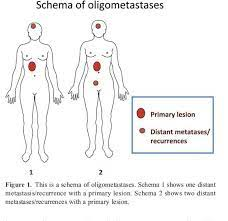 Schema of oligometastases
Primary lesion
Distant metastases/
recurrences
1
2
Figure 1. This is a schema of oligometastases. Schema 1 shows one distant
metastasis/recurrence with a primary lesion. Schema 2 shows two distant
metastases/recurrences with a primary lesion.